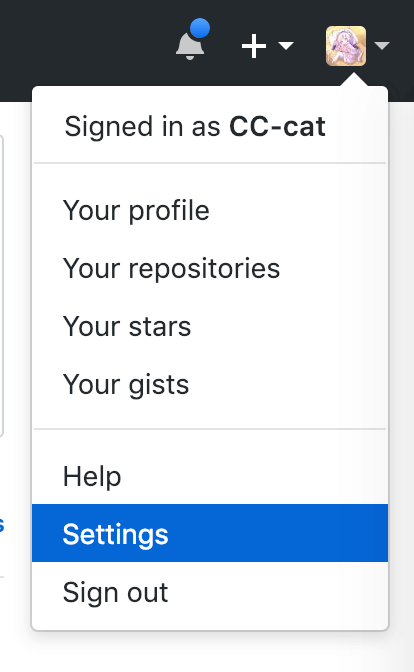 Signed in as CC-cat
Your profile
Your repositories
Your stars
Your gists
Help
Settings
Sign out